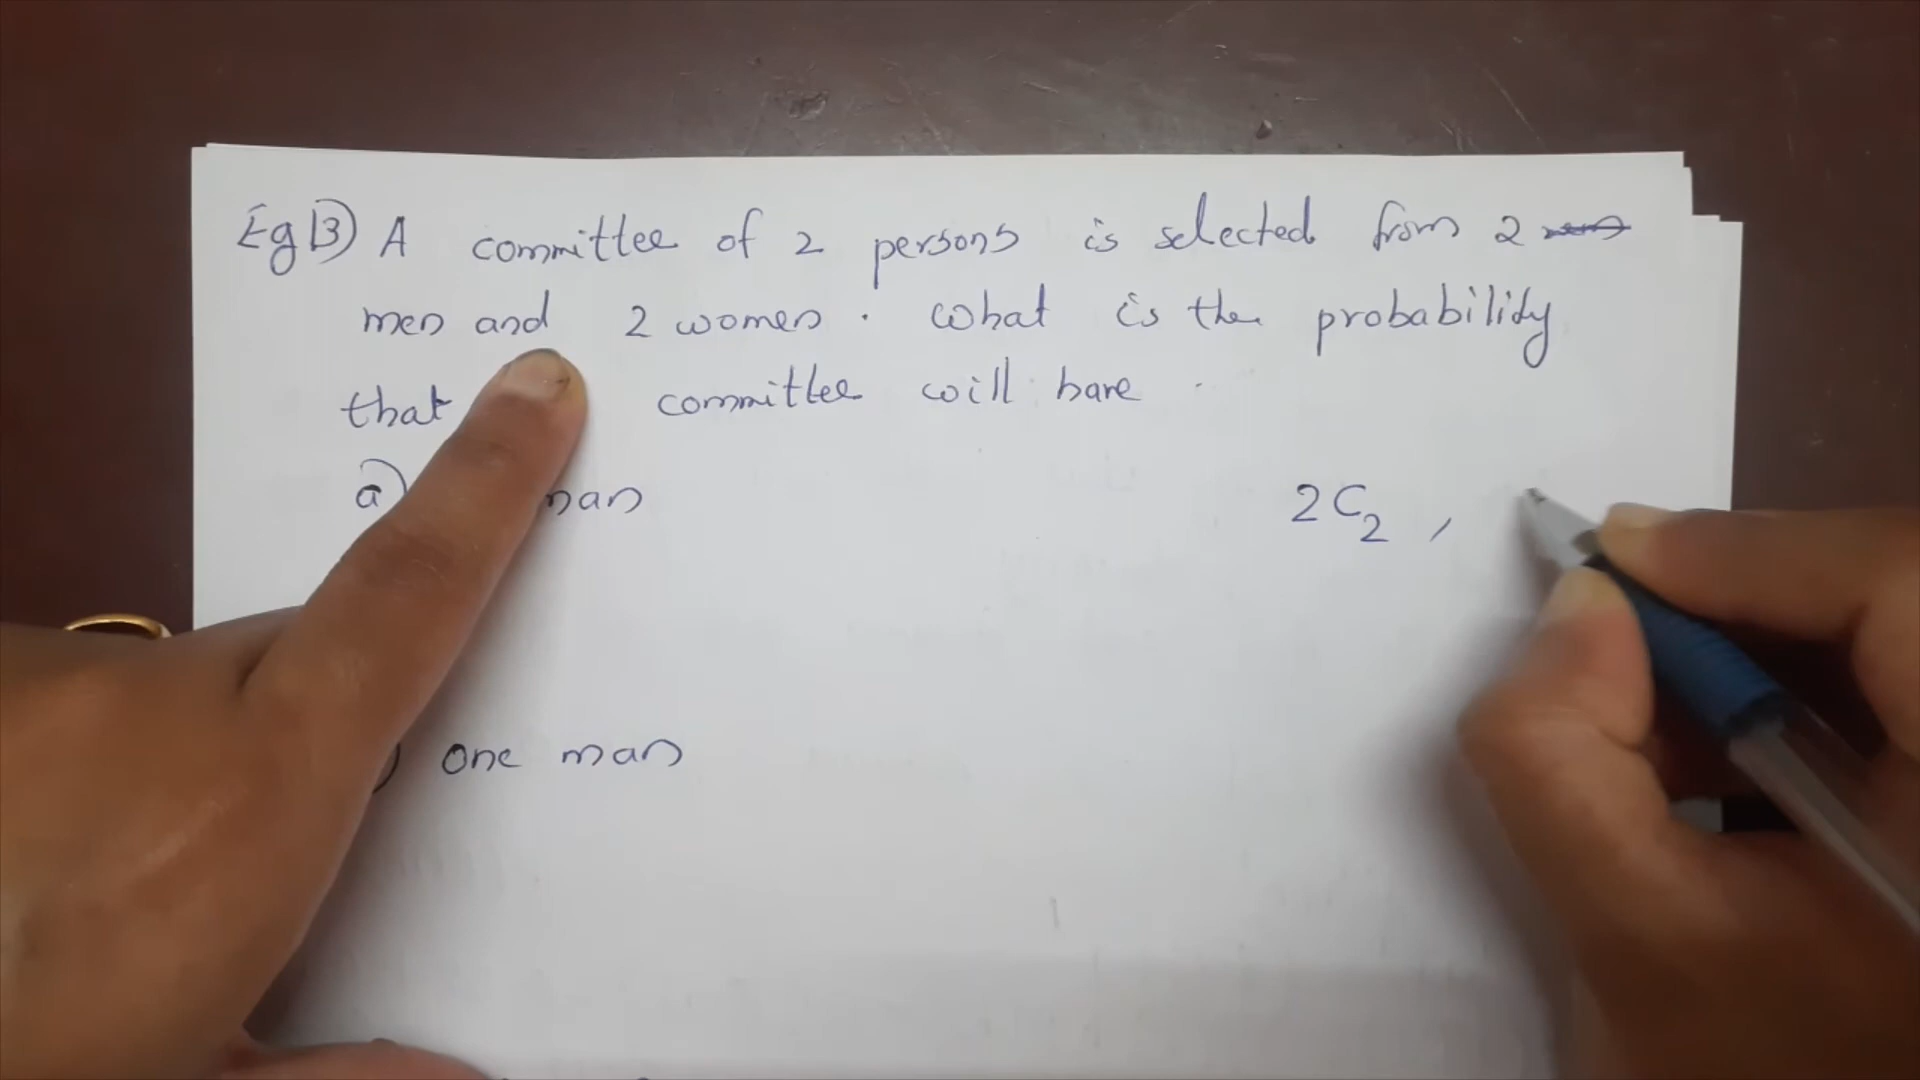 Eg 13) A committee of 2 persons is selected from 2
men and 2 women. What is the probability
that committee will have
a) man
2C2 ,
) one man